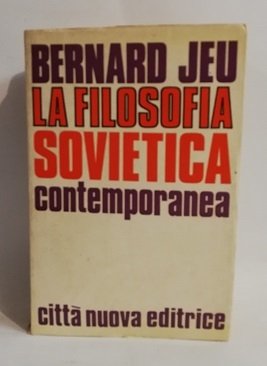 BERNARD JEU
LA FILOSOFIA
SOVIETICA
contemporanea
città nuova editrice